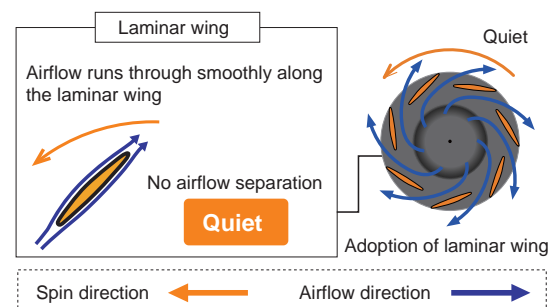 Laminar wing
Airflow runs through smoothly along
the laminar wing
No airflow separation
Quiet
Quiet
Adoption of laminar wing
Spin direction
Airflow direction